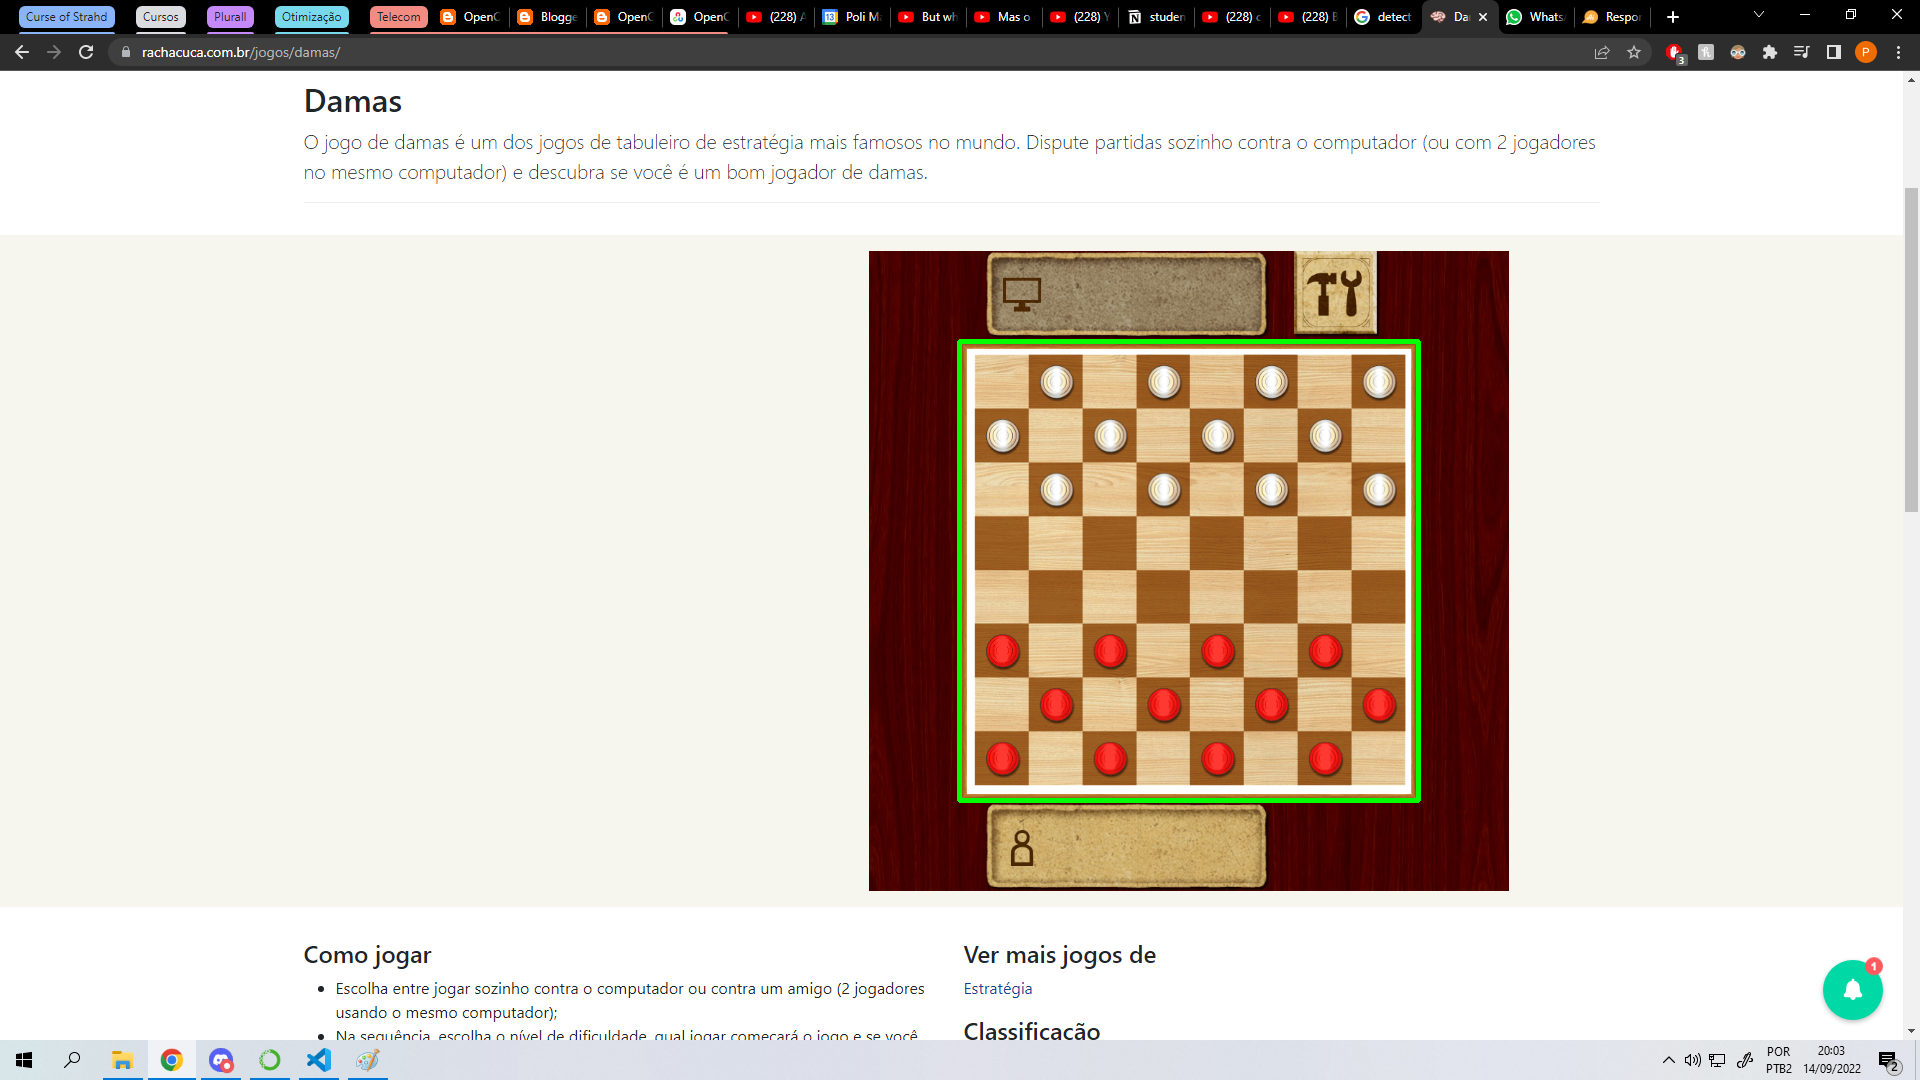 Curse of Strahd Cursos Plurall Otimização Telecom OpenC Blogge OpenC OpenC (228) A Poli Ma But wh Mas o (228) Y studen (228) c (228) E detect Da Whats Respo
rachacuca.com.br/jogos/damas/
3
P
Damas
O jogo de damas é um dos jogos de tabuleiro de estratégia mais famosos no mundo. Dispute partidas sozinho contra o computador (ou com 2 jogadores
no mesmo computador) e descubra se você é um bom jogador de damas.
Como jogar
Escolha entre jogar sozinho contra o computador ou contra um amigo (2 jogadores
usando o mesmo computador);
Na sequência, escolha o nível de dificuldade, qual jogar começará o jogo e se você
Ver mais jogos de
Estratégia
Classificação
1
POR
PTB2
20:03
14/09/2022
2